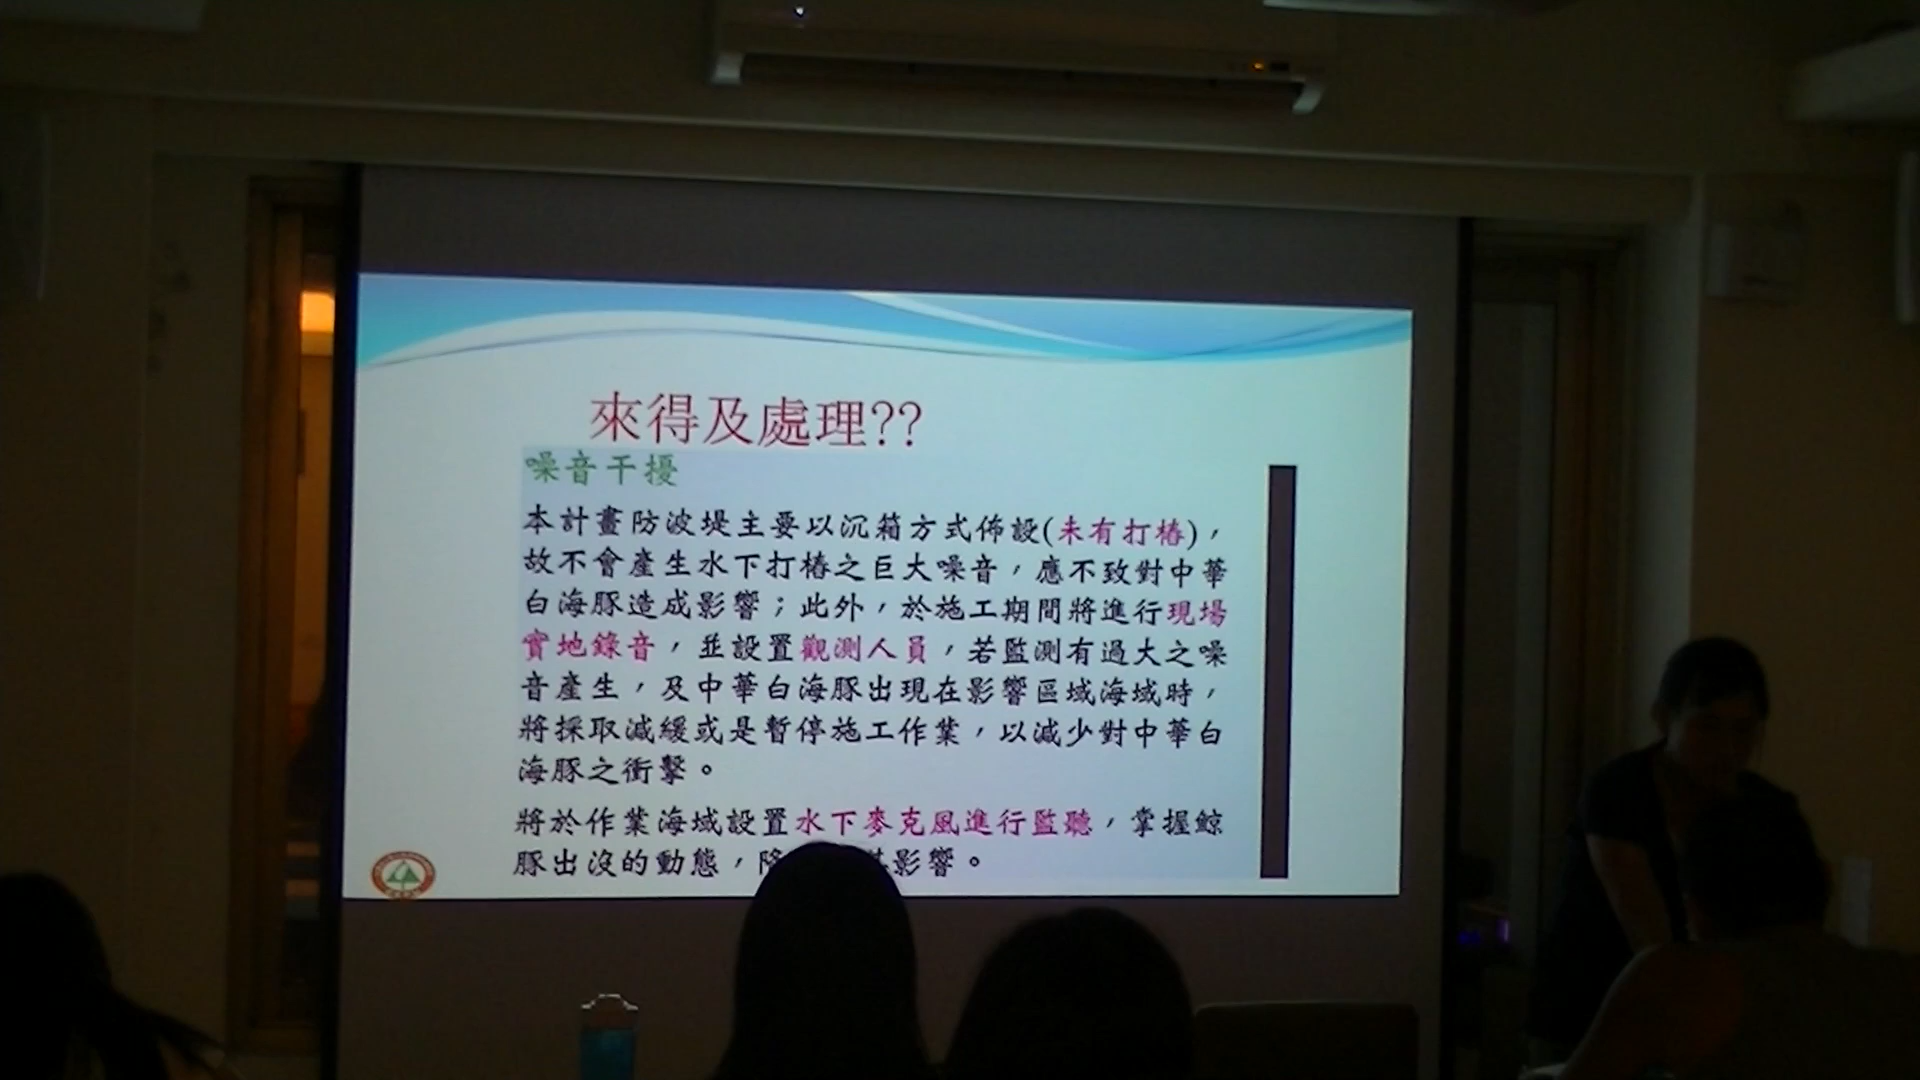 來得及處理??
噪音干擾
本計畫防波堤主要以沉箱方式佈設(未有打樁)，
故不會產生水下打樁之巨大噪音，應不致對中華
白海豚造成影響；此外，於施工期間將進行現場
實地錄音，並設置觀測人員，若監測有過大之噪
音產生，及中華白海豚出現在影響區域海域時，
將採取減緩或是暫停施工作業，以減少對中華白
海豚之衝擊。
將於作業海域設置水下麥克風進行監聽，掌握鯨
豚出沒的動態，影響。